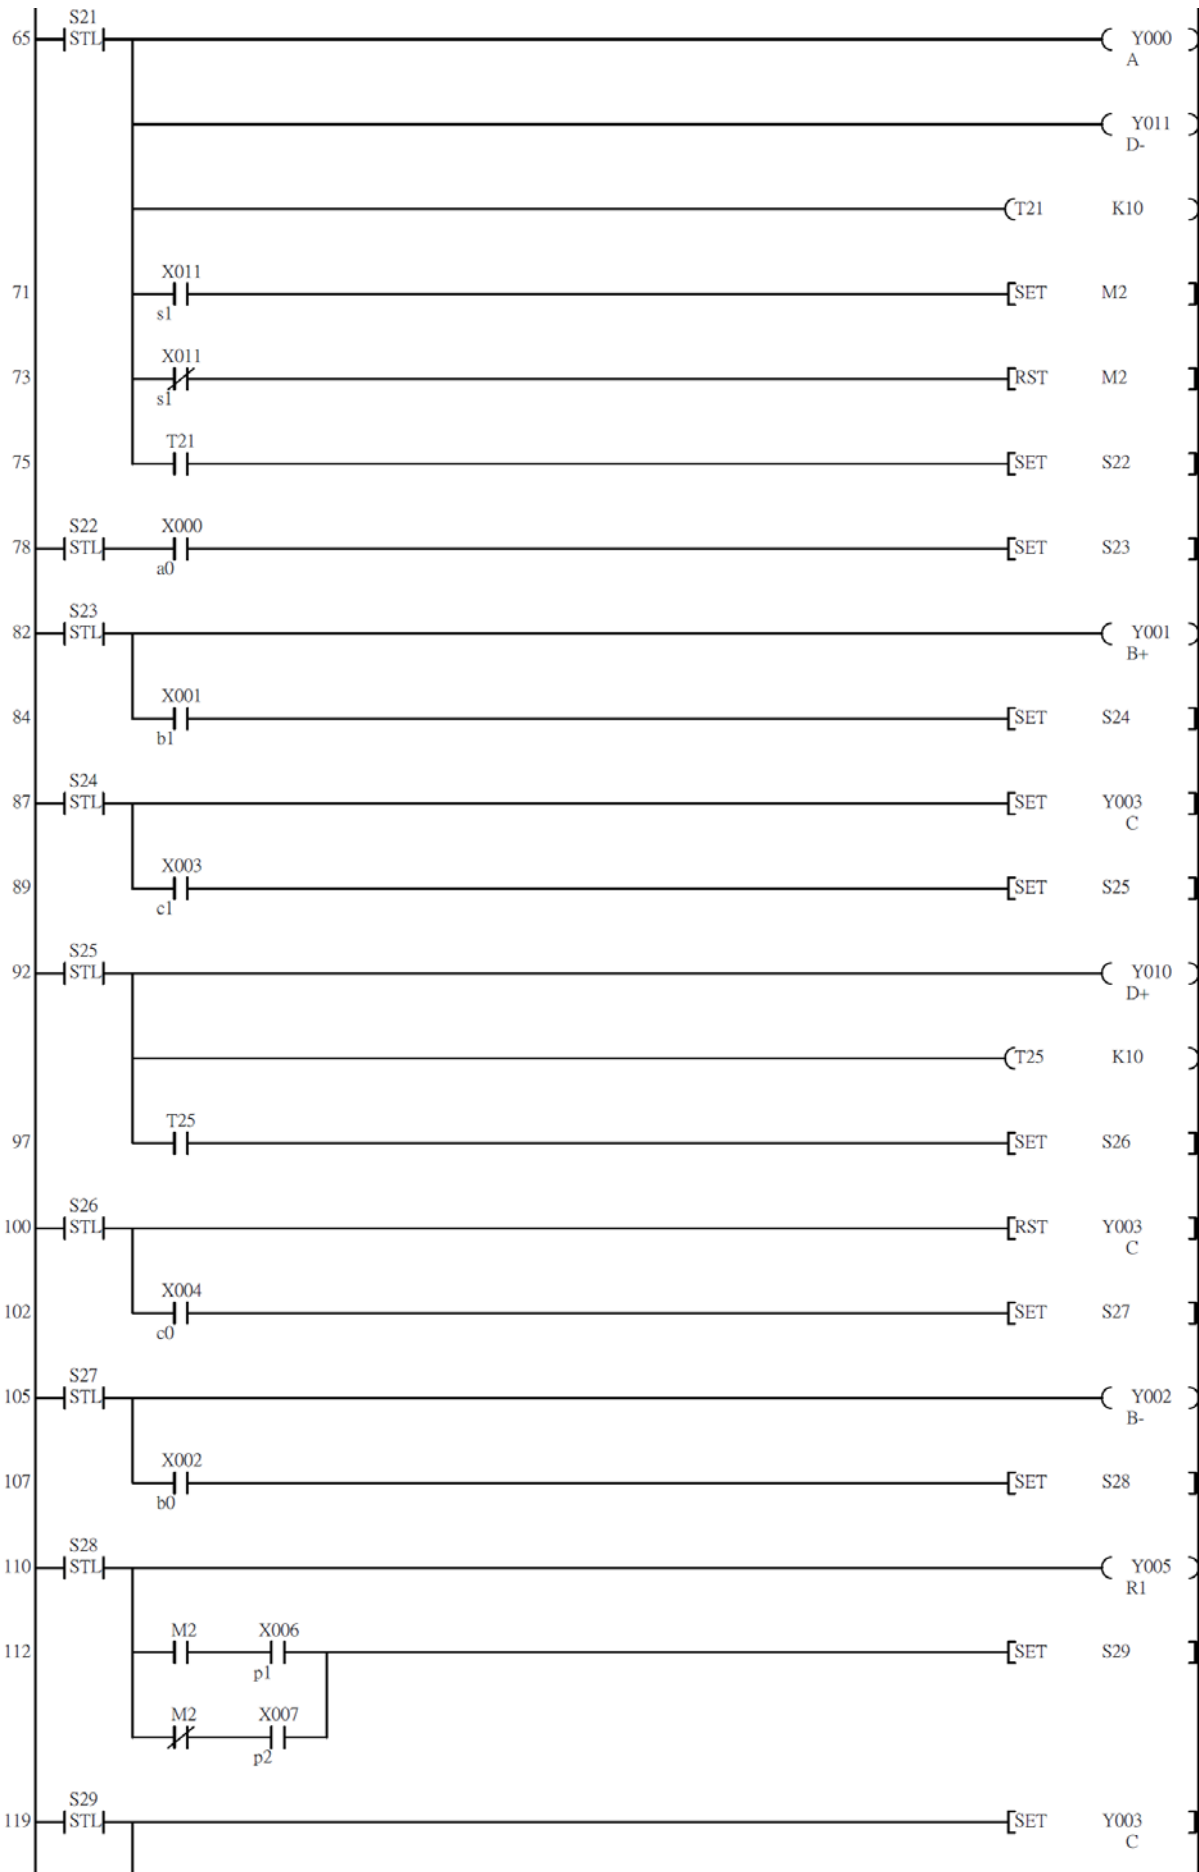 S21
65 STL Y000
A
Y011
D-
T21 K10
X011
71 SET M2
s1
X011
73 RST M2
s1
T21
75 SET S22
S22 X000
78 STL SET S23
a0
S23
82 STL Y001
B+
X001
84 SET S24
b1
S24
87 STL SET Y003
C
X003
89 SET S25
c1
S25
92 STL Y010
D+
T25 K10
T25
97 SET S26
S26
100 STL RST Y003
C
X004
102 SET S27
c0
S27
105 STL Y002
B-
X002
107 SET S28
b0
S28
110 STL Y005
R1
M2 X006
112 SET S29
p1
M2 X007
p2
S29
119 STL SET Y003
C